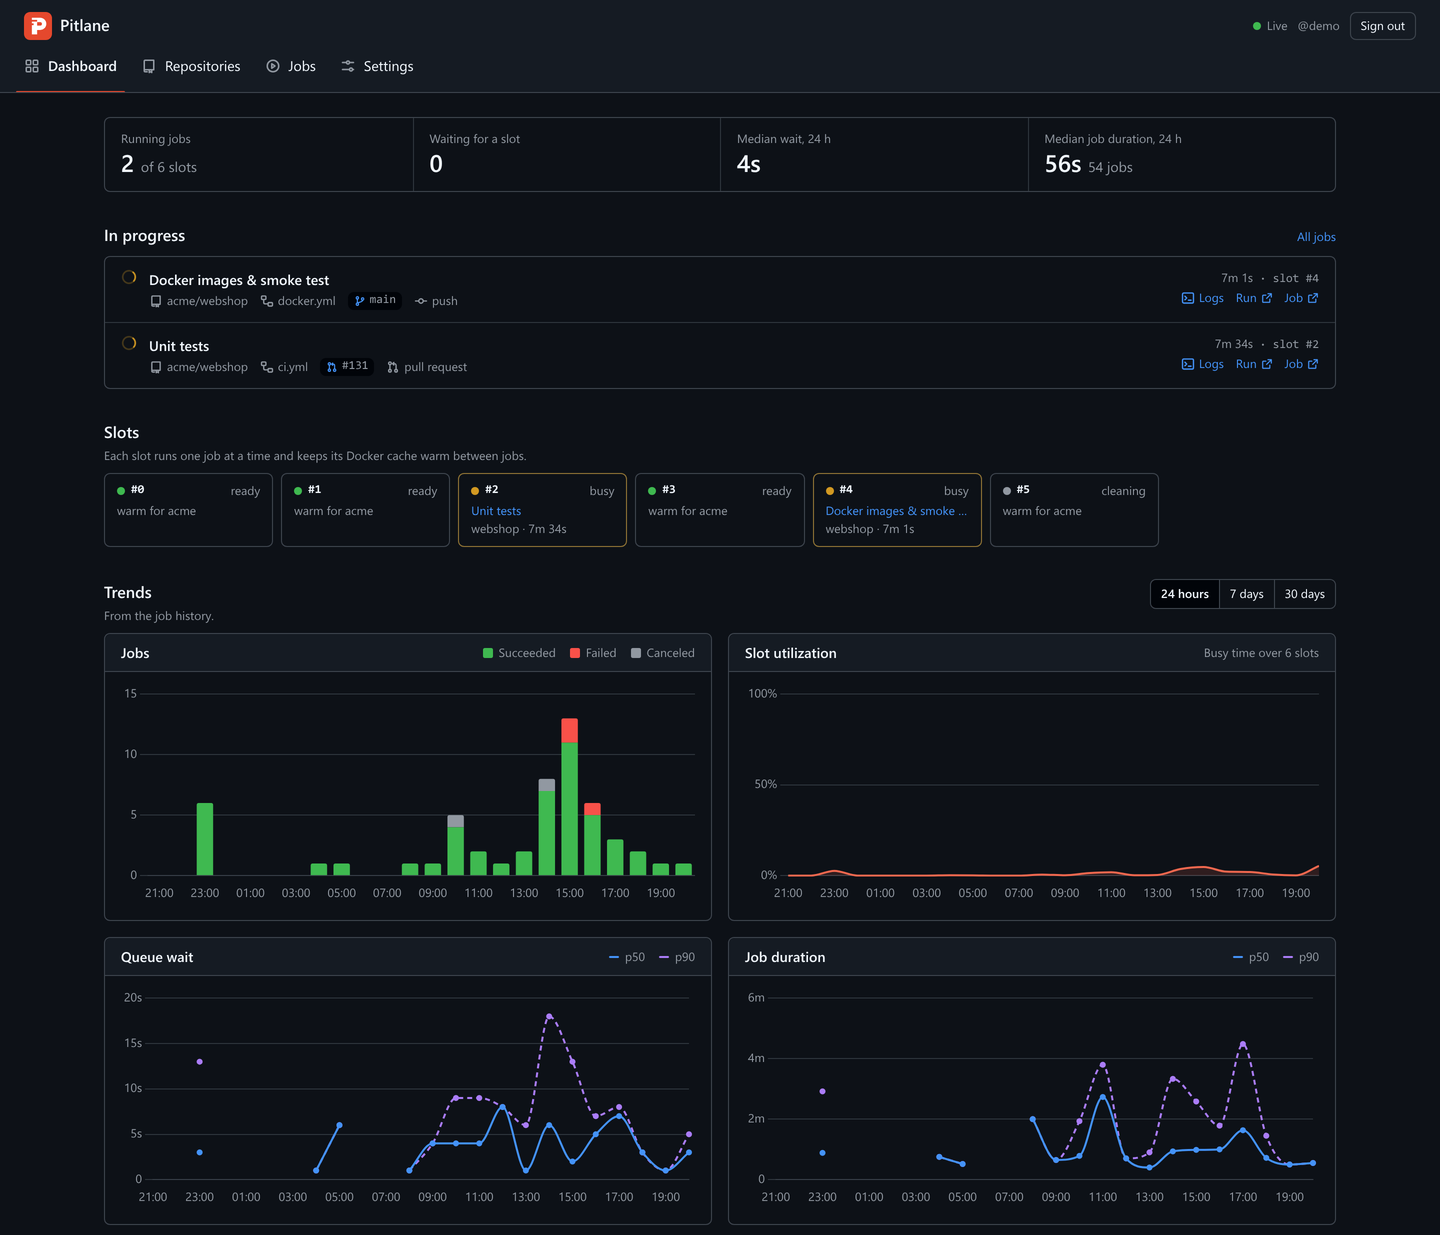 Pitlane
Live @demo Sign out
Dashboard Repositories Jobs Settings
Running jobs
2 of 6 slots
Waiting for a slot
0
Median wait, 24 h
4s
Median job duration, 24 h
56s 54 jobs
In progress
All jobs
Docker images & smoke test
7m 1s · slot #4
acme/webshop docker.yml main push
Logs Run Job
Unit tests
7m 34s · slot #2
acme/webshop ci.yml #131 pull request
Logs Run Job
Slots
Each slot runs one job at a time and keeps its Docker cache warm between jobs.
#0 ready
warm for acme
#1 ready
warm for acme
#2 busy
Unit tests
webshop · 7m 34s
#3 ready
warm for acme
#4 busy
Docker images & smoke ...
webshop · 7m 1s
#5 cleaning
warm for acme
Trends
24 hours 7 days 30 days
From the job history.
Jobs
Succeeded Failed Canceled
15
10
5
0
21:00 23:00 01:00 03:00 05:00 07:00 09:00 11:00 13:00 15:00 17:00 19:00
Slot utilization
Busy time over 6 slots
100%
50%
0%
21:00 23:00 01:00 03:00 05:00 07:00 09:00 11:00 13:00 15:00 17:00 19:00
Queue wait
p50 p90
20s
15s
10s
5s
0
21:00 23:00 01:00 03:00 05:00 07:00 09:00 11:00 13:00 15:00 17:00 19:00
Job duration
p50 p90
6m
4m
2m
0
21:00 23:00 01:00 03:00 05:00 07:00 09:00 11:00 13:00 15:00 17:00 19:00